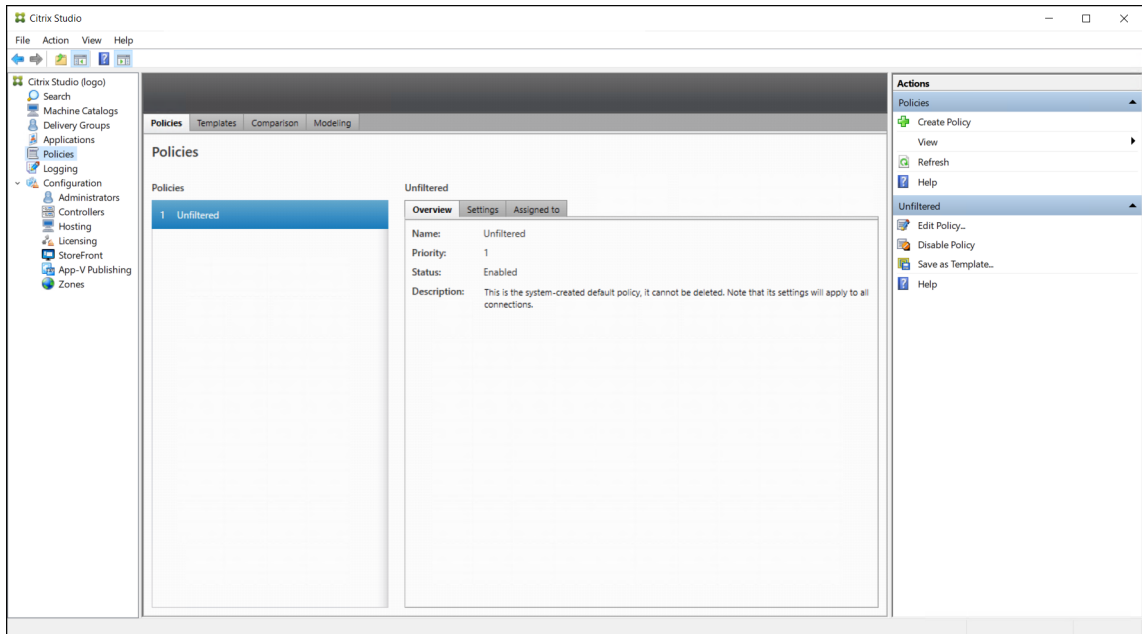 Citrix Studio
File Action View Help
Citrix Studio (logo)
Search
Machine Catalogs
Delivery Groups
Applications
Policies
Logging
Configuration
Administrators
Controllers
Hosting
Licensing
StoreFront
App-V Publishing
Zones
Policies Templates Comparison Modeling
Policies
Policies
1 Unfiltered
Unfiltered
Overview Settings Assigned to
Name: Unfiltered
Priority: 1
Status: Enabled
Description: This is the system-created default policy, it cannot be deleted. Note that its settings will apply to all
connections.
Actions
Policies
Create Policy
View
Refresh
Help
Unfiltered
Edit Policy...
Disable Policy
Save as Template...
Help